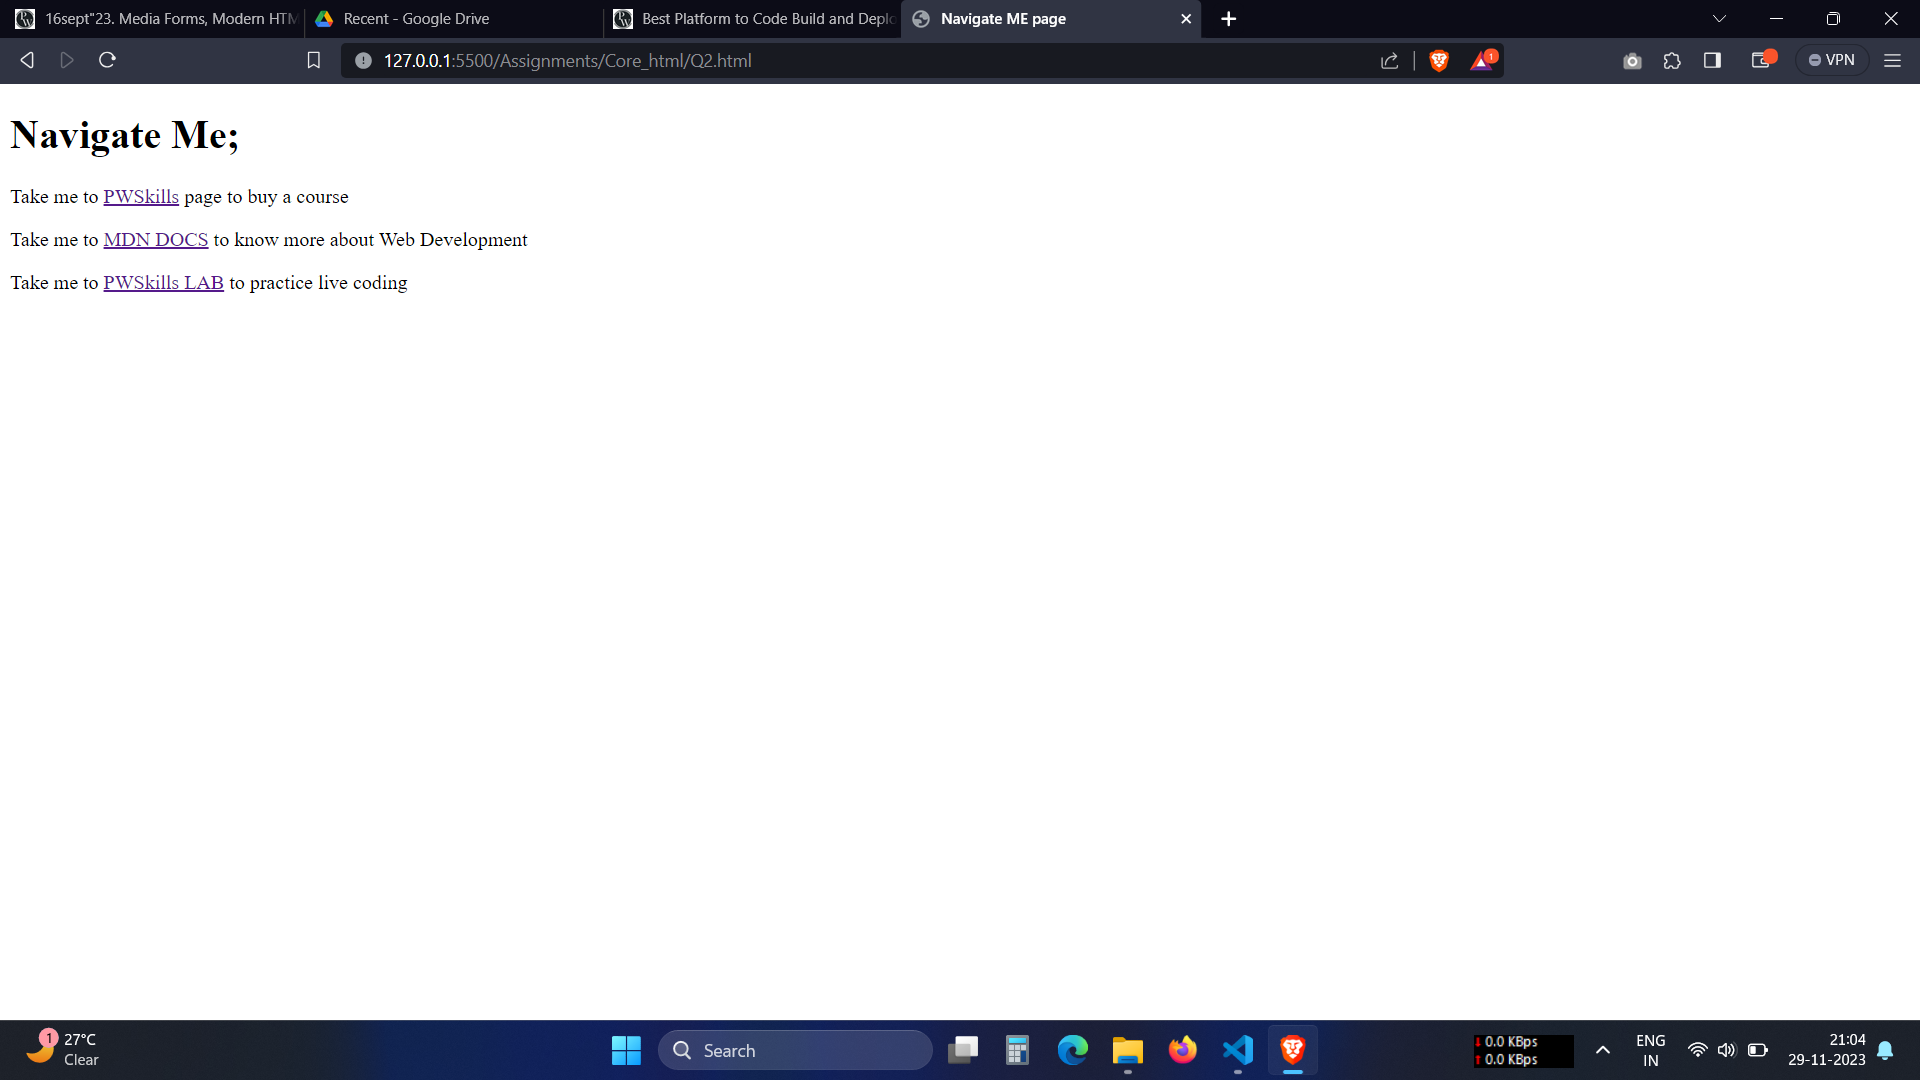 16sept"23. Media Forms, Modern HTM
Recent - Google Drive
Best Platform to Code Build and Deplo
Navigate ME page
127.0.0.1:5500/Assignments/Core_html/Q2.html
1
VPN
Navigate Me;
Take me to PWSkills page to buy a course
Take me to MDN DOCS to know more about Web Development
Take me to PWSkills LAB to practice live coding
1
27°C
Clear
Search
0.0 KBps
0.0 KBps
ENG
IN
21:04
29-11-2023